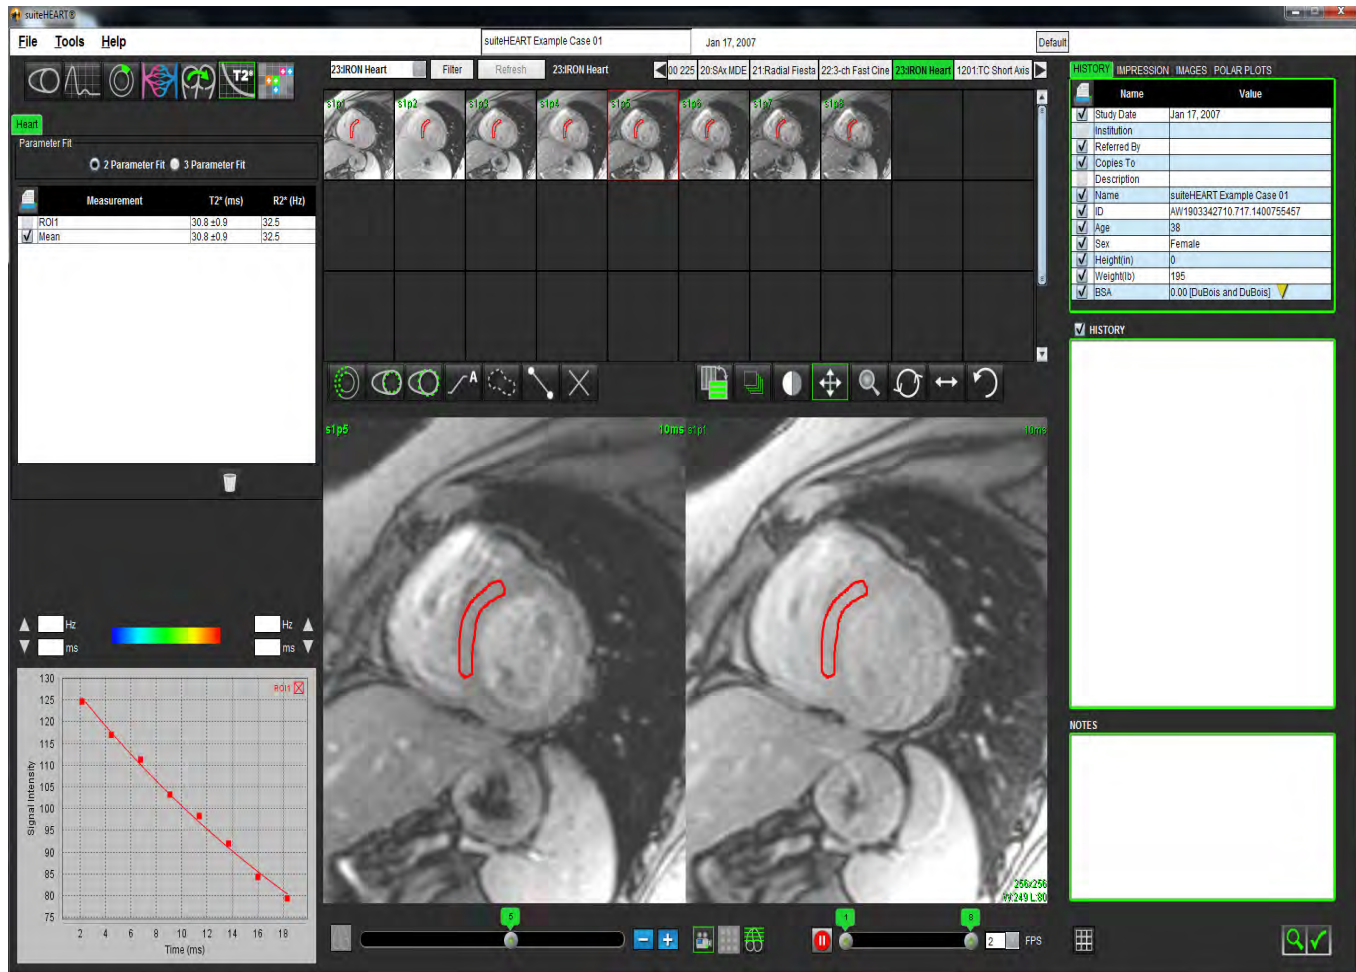 suiteHEART®
File Tools Help
suiteHEART Example Case 01
Jan 17, 2007
Default
T2*
23:IRON Heart
Filter
Refresh
23:IRON Heart
00 225
20:SAx MDE
21:Radial Fiesta
22:3-ch Fast Cine
23:IRON Heart
1201:TC Short Axis
HISTORY IMPRESSION IMAGES POLAR PLOTS
Heart
Parameter Fit
2 Parameter Fit 3 Parameter Fit
Measurement T2* (ms) R2* (Hz)
ROI1 30.8 ±0.9 32.5
Mean 30.8 ±0.9 32.5
s1p1 s1p2 s1p3 s1p4 s1p5 s1p6 s1p7 s1p8
Name Value
Study Date Jan 17, 2007
Institution
Referred By
Copies To
Description
Name suiteHEART Example Case 01
ID AW1903342710.717.1400755457
Age 38
Sex Female
Height(in) 0
Weight(lb) 195
BSA 0.00 [DuBois and DuBois]
HISTORY
A
s1p5 10ms
s1p1 10ms
256x256
W:249 L:80
Hz Hz
ms ms
ROI1
130
125
120
115
110
105
100
95
90
85
80
75
Signal Intensity
2 4 6 8 10 12 14 16 18
Time (ms)
NOTES
5
1 8
2 FPS